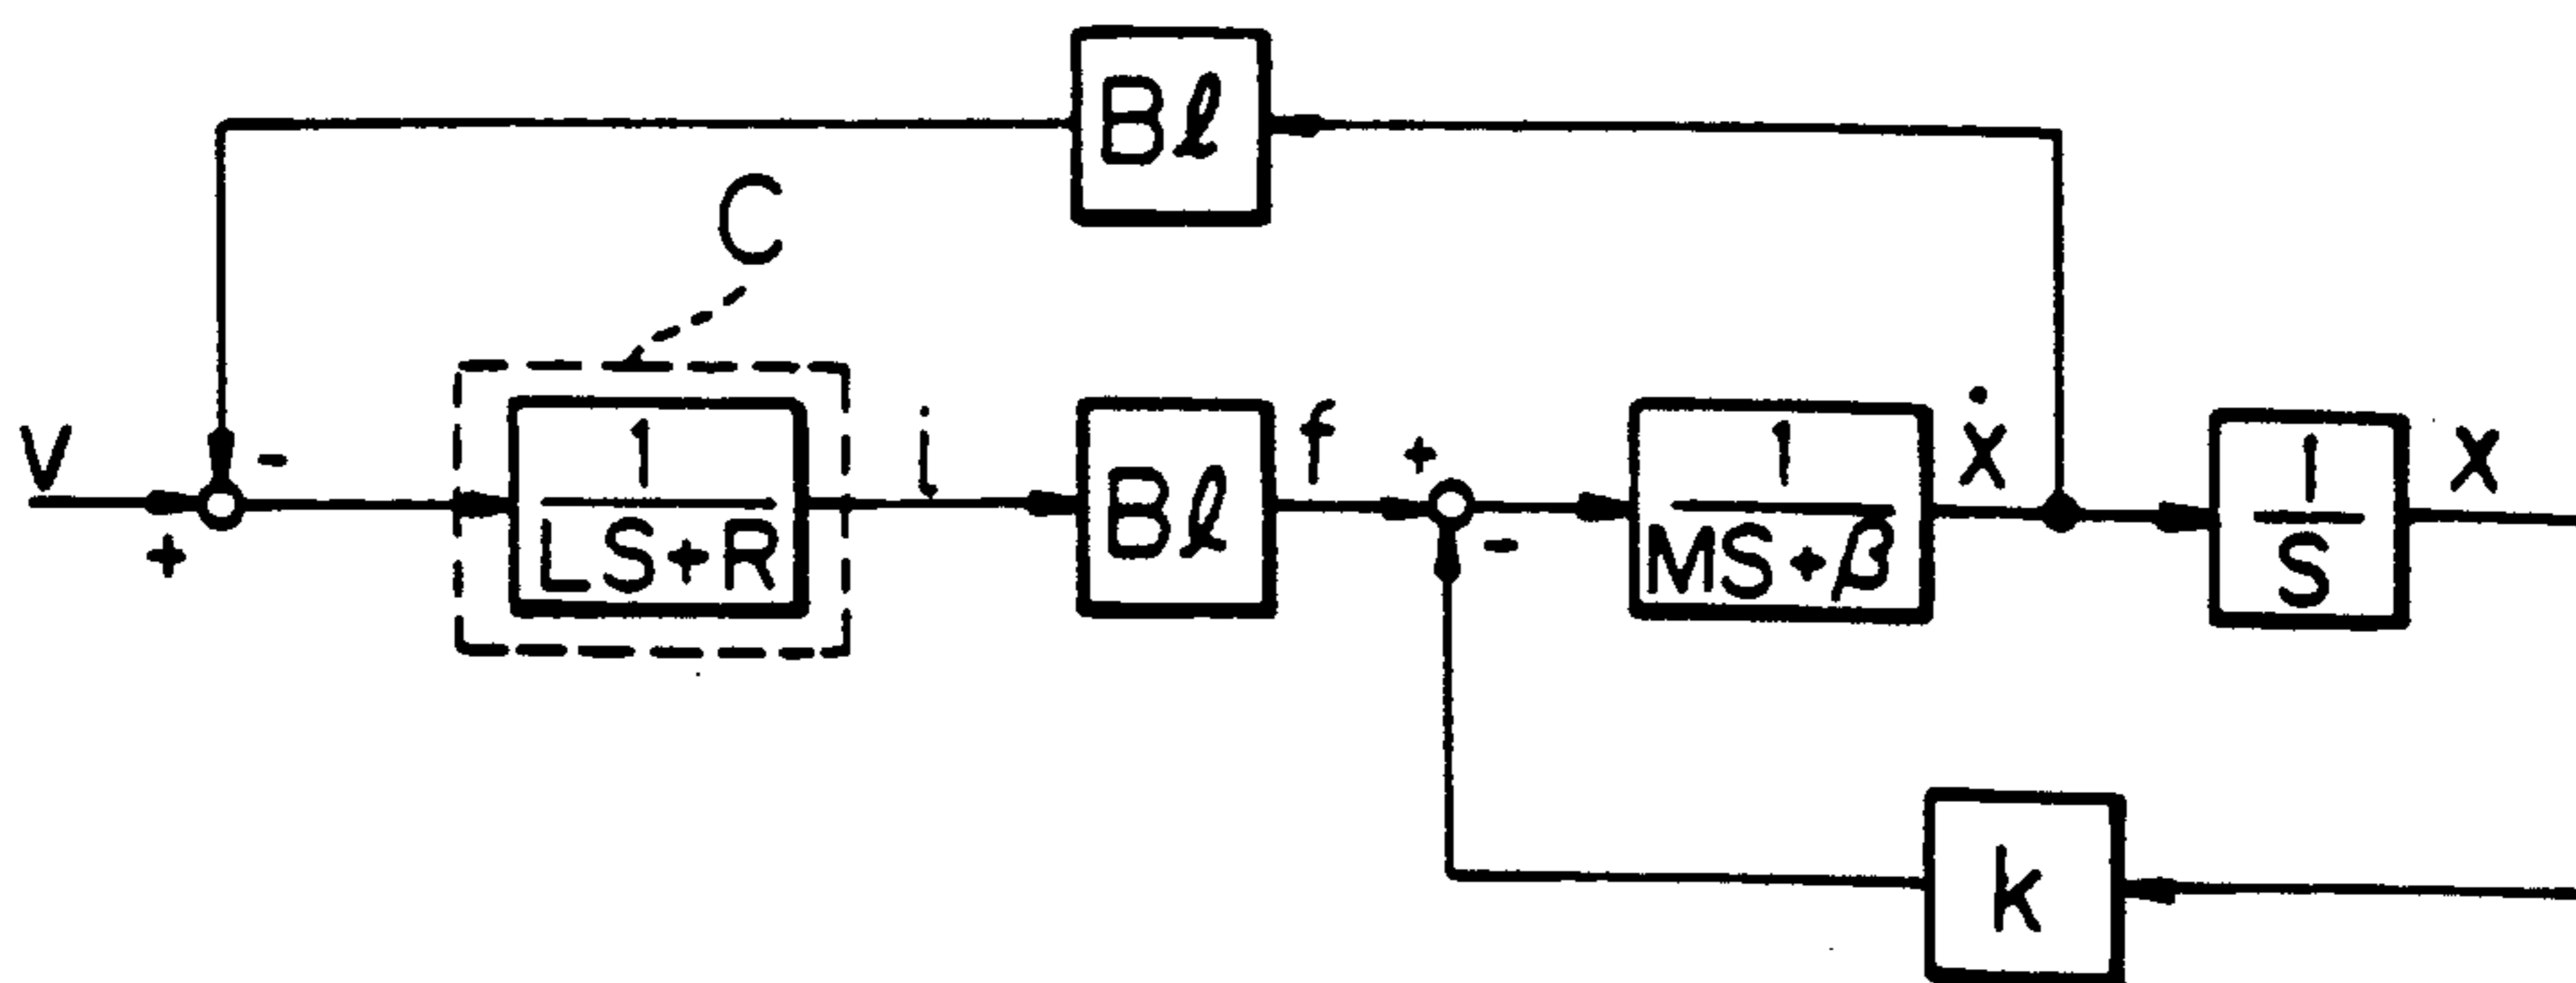 Bℓ
C
V
+
-
1
LS+R
i
Bℓ
f
+
-
1
MS+β
ẋ
1
S
X
k